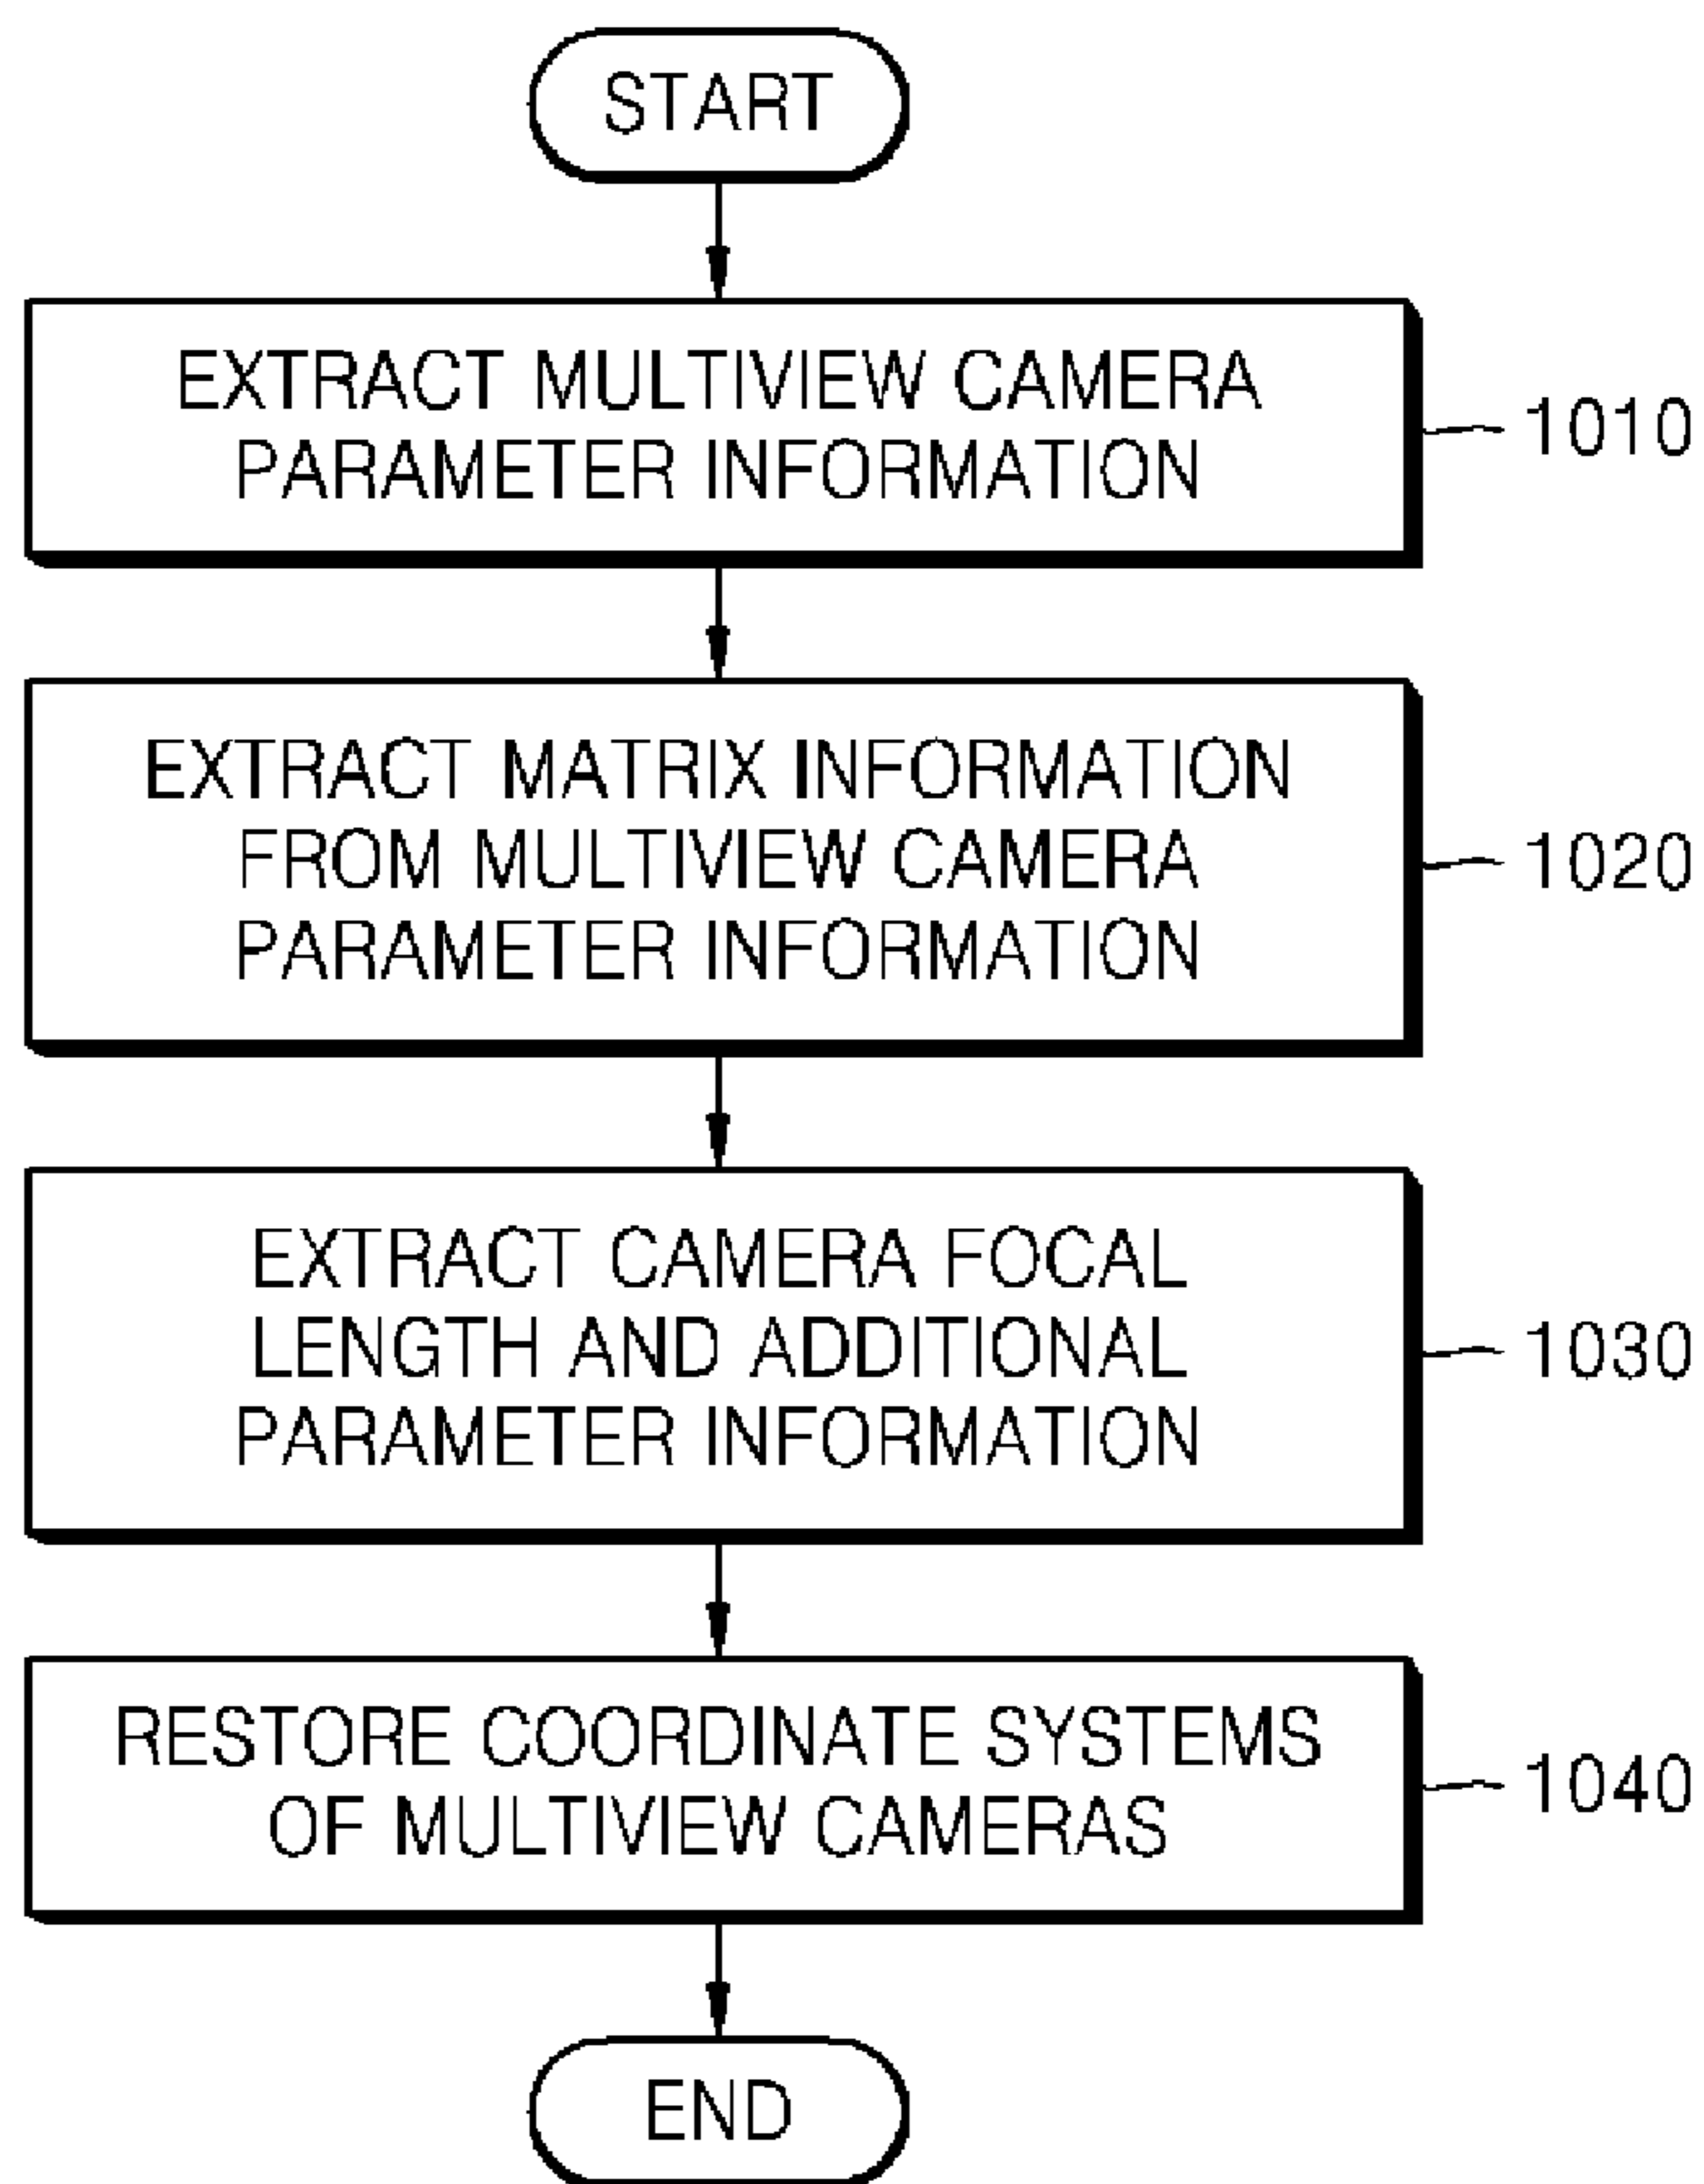 START
EXTRACT MULTIVIEW CAMERA
PARAMETER INFORMATION
1010
EXTRACT MATRIX INFORMATION
FROM MULTIVIEW CAMERA
PARAMETER INFORMATION
1020
EXTRACT CAMERA FOCAL
LENGTH AND ADDITIONAL
PARAMETER INFORMATION
1030
RESTORE COORDINATE SYSTEMS
OF MULTIVIEW CAMERAS
1040
END